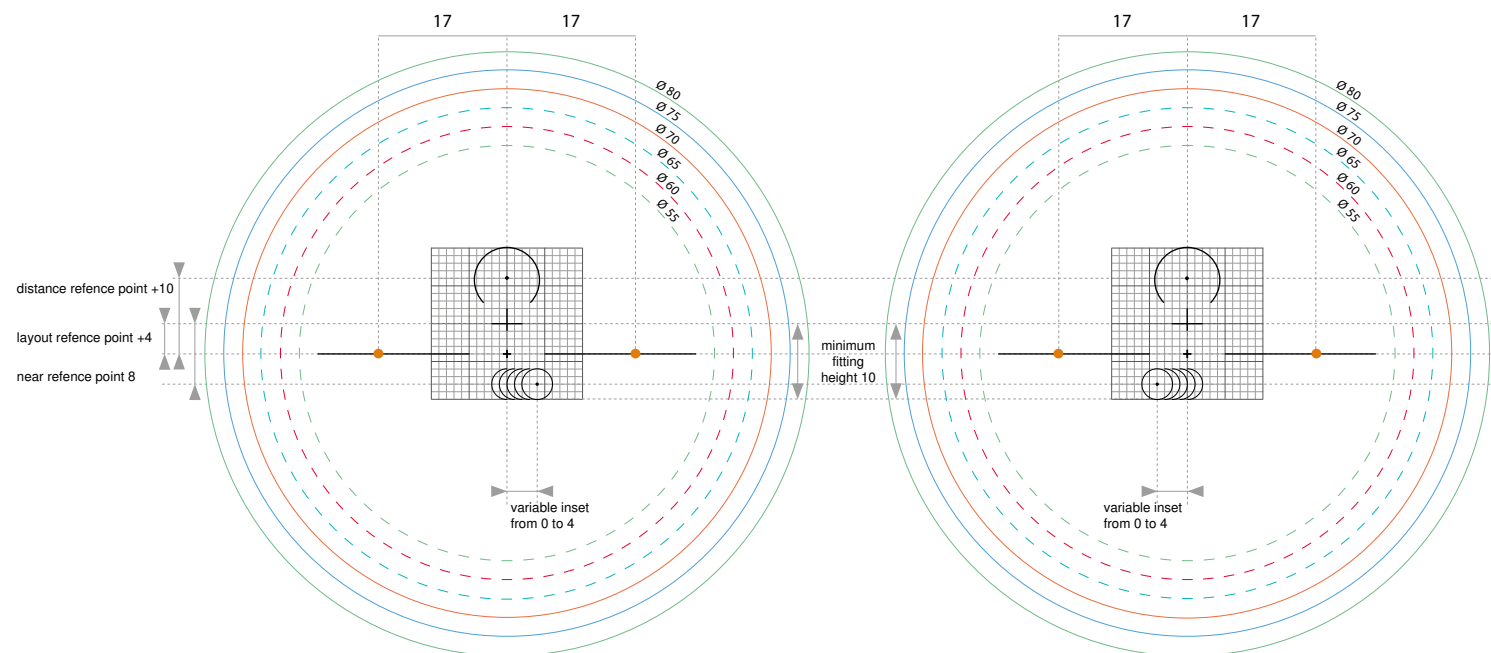 17 17
17 17
Ø 80
Ø 75
Ø 70
Ø 65
Ø 60
Ø 55
Ø 80
Ø 75
Ø 70
Ø 65
Ø 60
Ø 55
distance refence point +10
layout refence point +4
near refence point 8
minimum
fitting
height 10
variable inset
from 0 to 4
variable inset
from 0 to 4